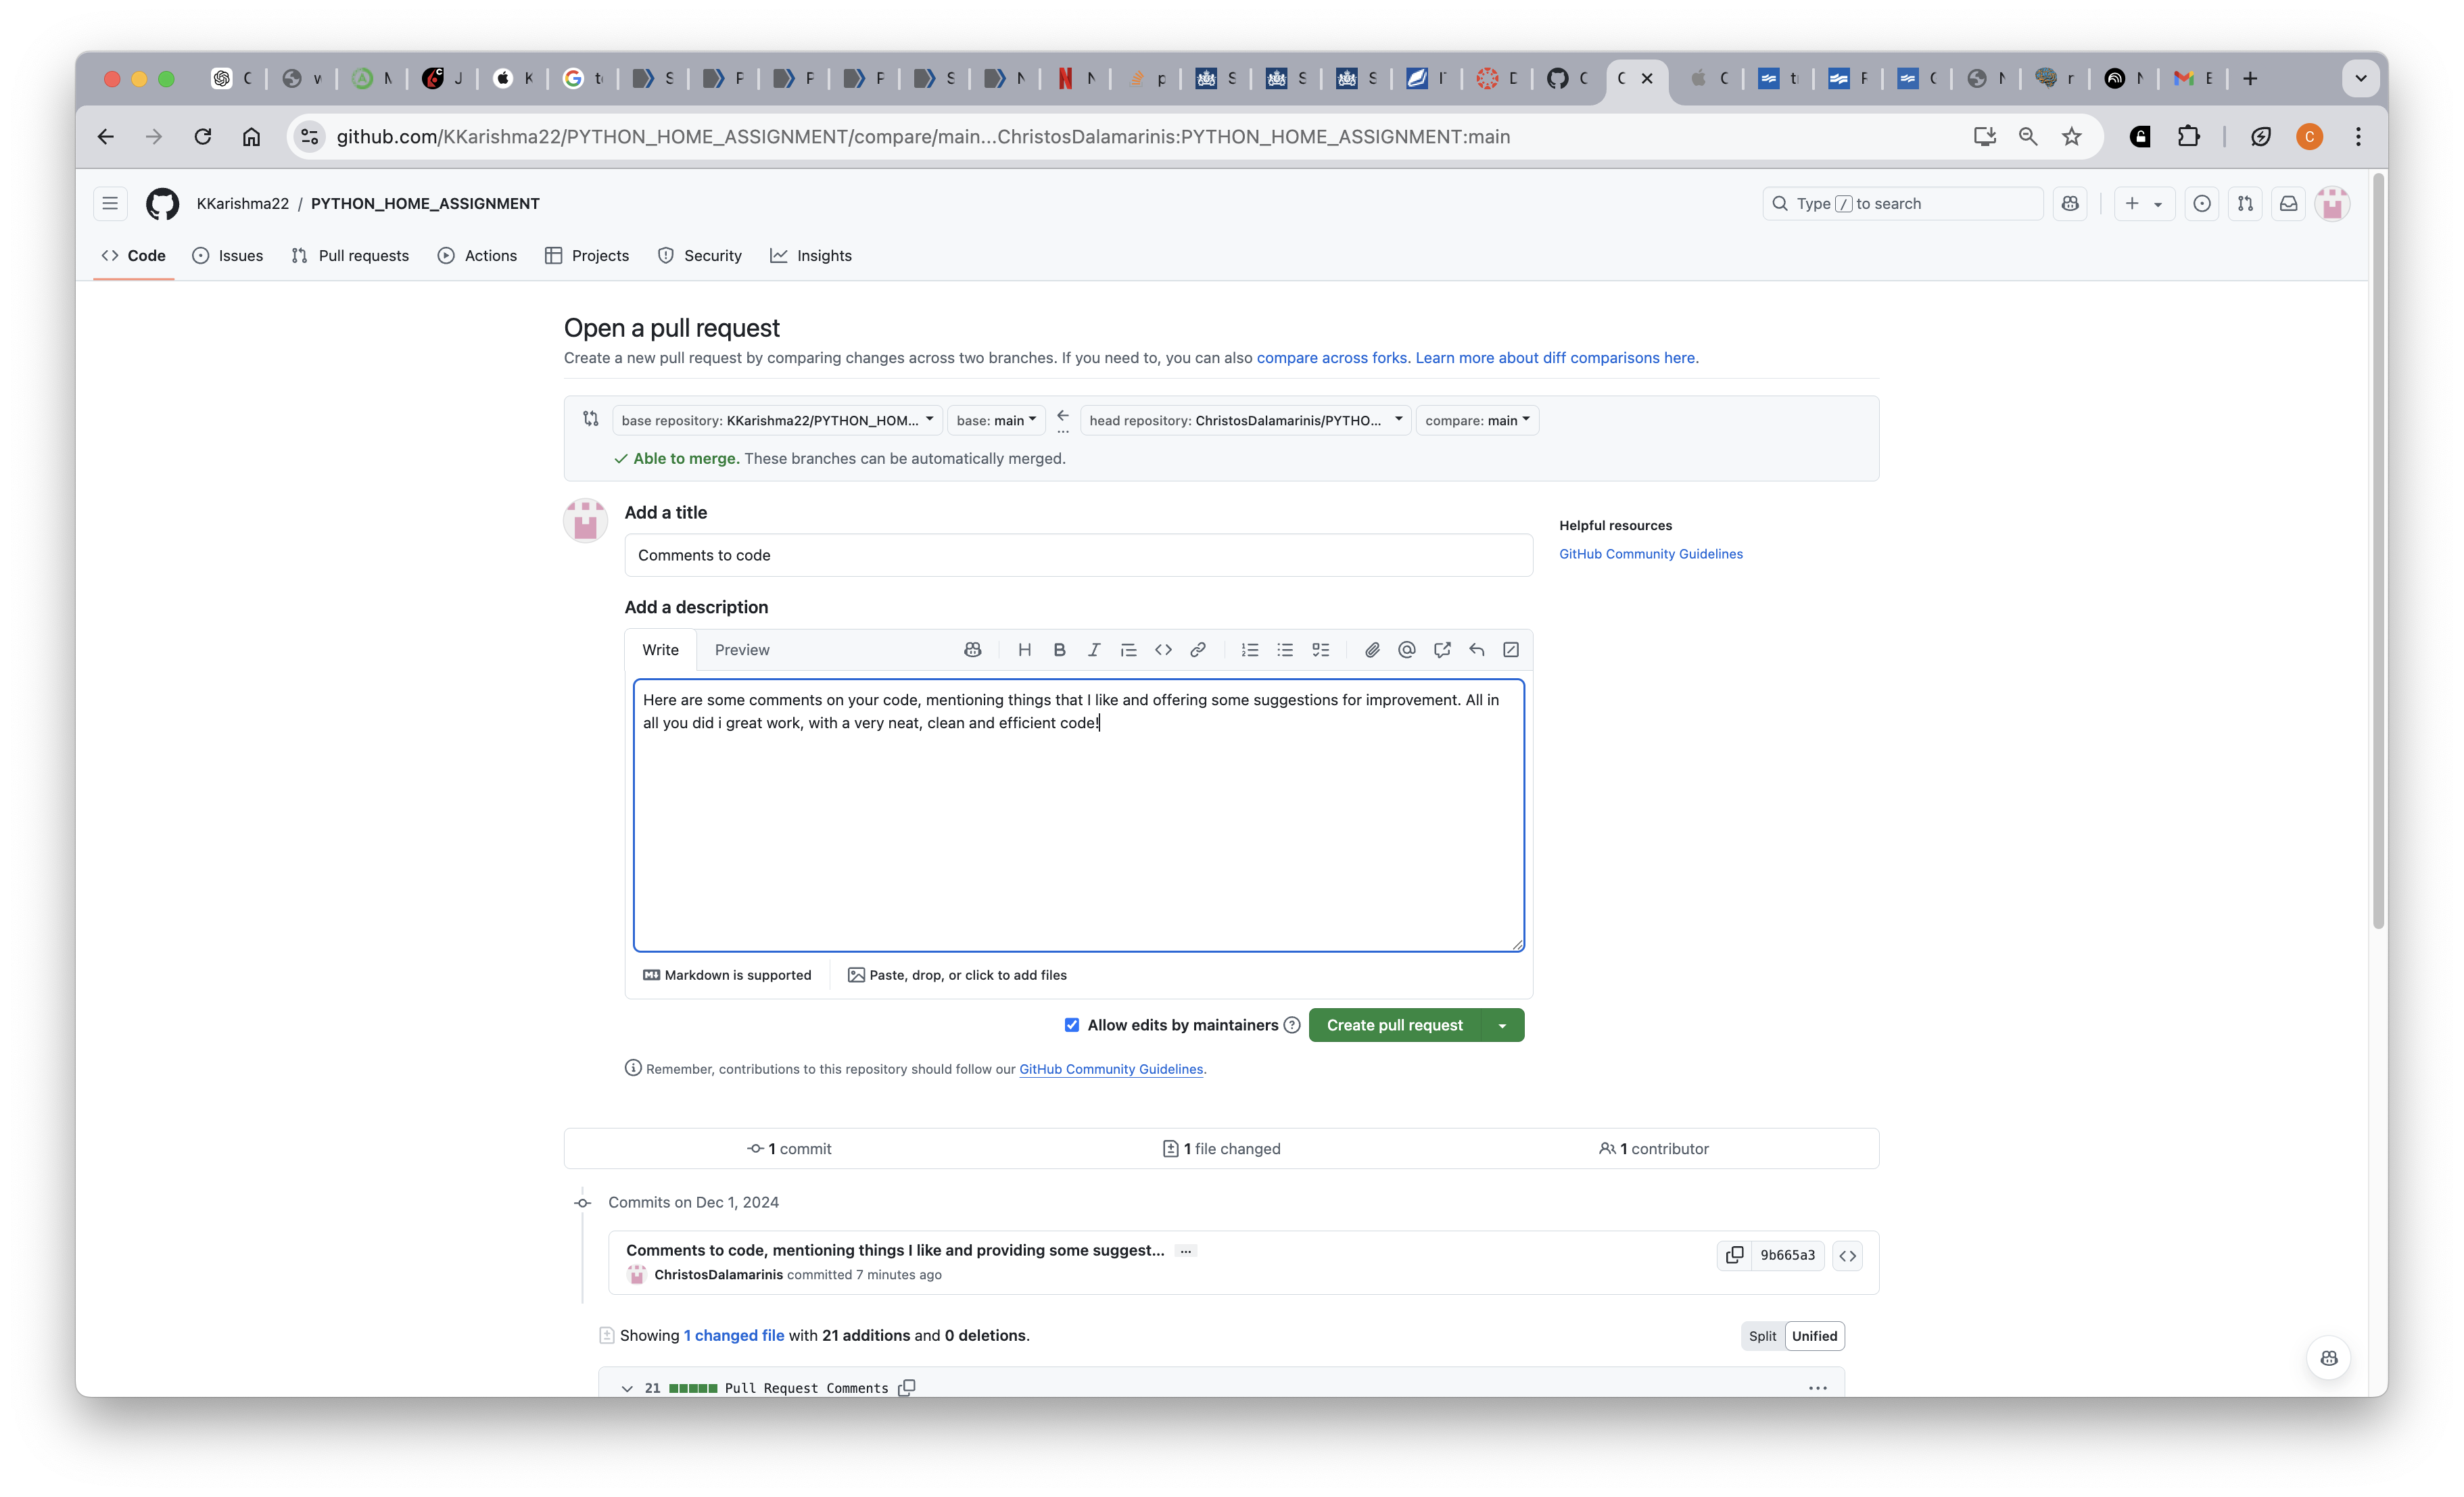 github.com/KKarishma22/PYTHON_HOME_ASSIGNMENT/compare/main...ChristosDalamarinis:PYTHON_HOME_ASSIGNMENT:main
C
KKarishma22 / PYTHON_HOME_ASSIGNMENT
Type / to search
Code Issues Pull requests Actions Projects Security Insights
Open a pull request
Create a new pull request by comparing changes across two branches. If you need to, you can also compare across forks. Learn more about diff comparisons here.
base repository: KKarishma22/PYTHON_HOM... base: main ... head repository: ChristosDalamarinis/PYTHO... compare: main
Able to merge. These branches can be automatically merged.
Add a title
Comments to code
Helpful resources
GitHub Community Guidelines
Add a description
Write Preview
Here are some comments on your code, mentioning things that I like and offering some suggestions for improvement. All in
all you did i great work, with a very neat, clean and efficient code!
Markdown is supported Paste, drop, or click to add files
Allow edits by maintainers Create pull request
Remember, contributions to this repository should follow our GitHub Community Guidelines.
1 commit 1 file changed 1 contributor
Commits on Dec 1, 2024
Comments to code, mentioning things I like and providing some suggest... ...
9b665a3
ChristosDalamarinis committed 7 minutes ago
Showing 1 changed file with 21 additions and 0 deletions.
Split Unified
21 Pull Request Comments